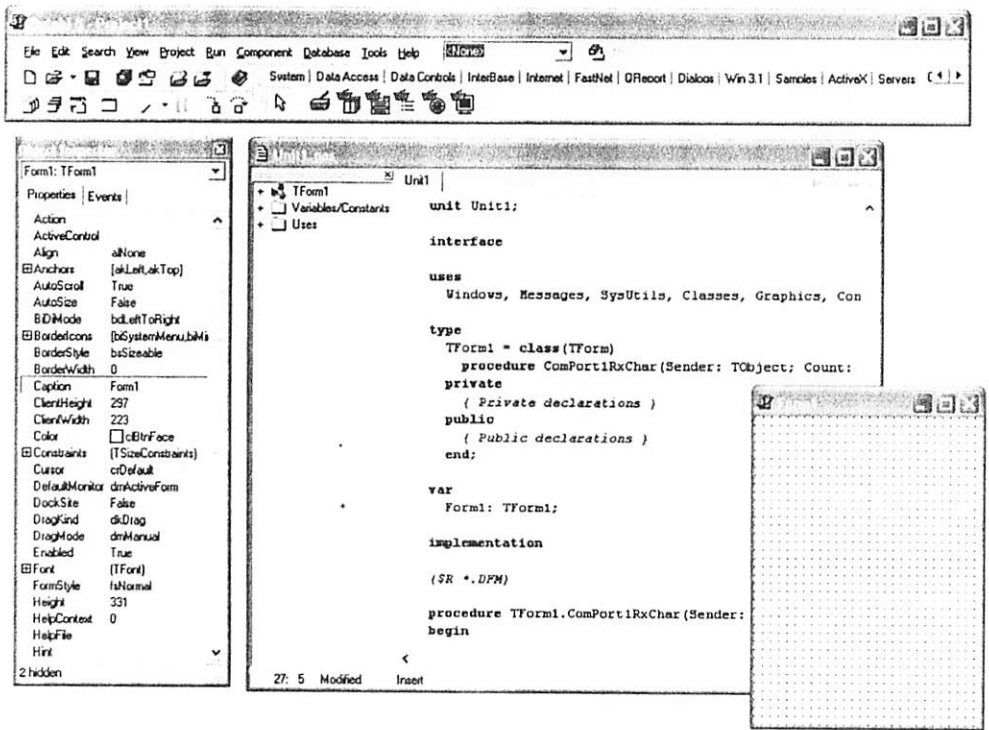 File Edit Search View Project Run Component Database Tools Help <None>
System | Data Access | Data Controls | InterBase | Internet | FastNet | QReport | Dialogs | Win 3.1 | Samples | ActiveX | Servers
Form1: TForm1
Properties Events
Action
ActiveControl
Align alNone
Anchors [akLeft,akTop]
AutoScroll True
AutoSize False
BiDiMode bdLeftToRight
BorderIcons [biSystemMenu,biMi
BorderStyle bsSizeable
BorderWidth 0
Caption Form1
ClientHeight 297
ClientWidth 223
Color clBtnFace
Constraints (TSizeConstraints)
Cursor crDefault
DefaultMonitor dmActiveForm
DockSite False
DragKind dkDrag
DragMode dmManual
Enabled True
Font (TFont)
FormStyle fsNormal
Height 331
HelpContext 0
HelpFile
Hint
2 hidden
TForm1
Variables/Constants
Uses
Unit1
unit Unit1;
interface
uses
Windows, Messages, SysUtils, Classes, Graphics, Con
type
TForm1 = class(TForm)
procedure ComPort1RxChar(Sender: TObject; Count:
private
{ Private declarations }
public
{ Public declarations }
end;
var
Form1: TForm1;
implementation
{$R *.DFM}
procedure TForm1.ComPort1RxChar(Sender:
begin
27: 5 Modified Insert